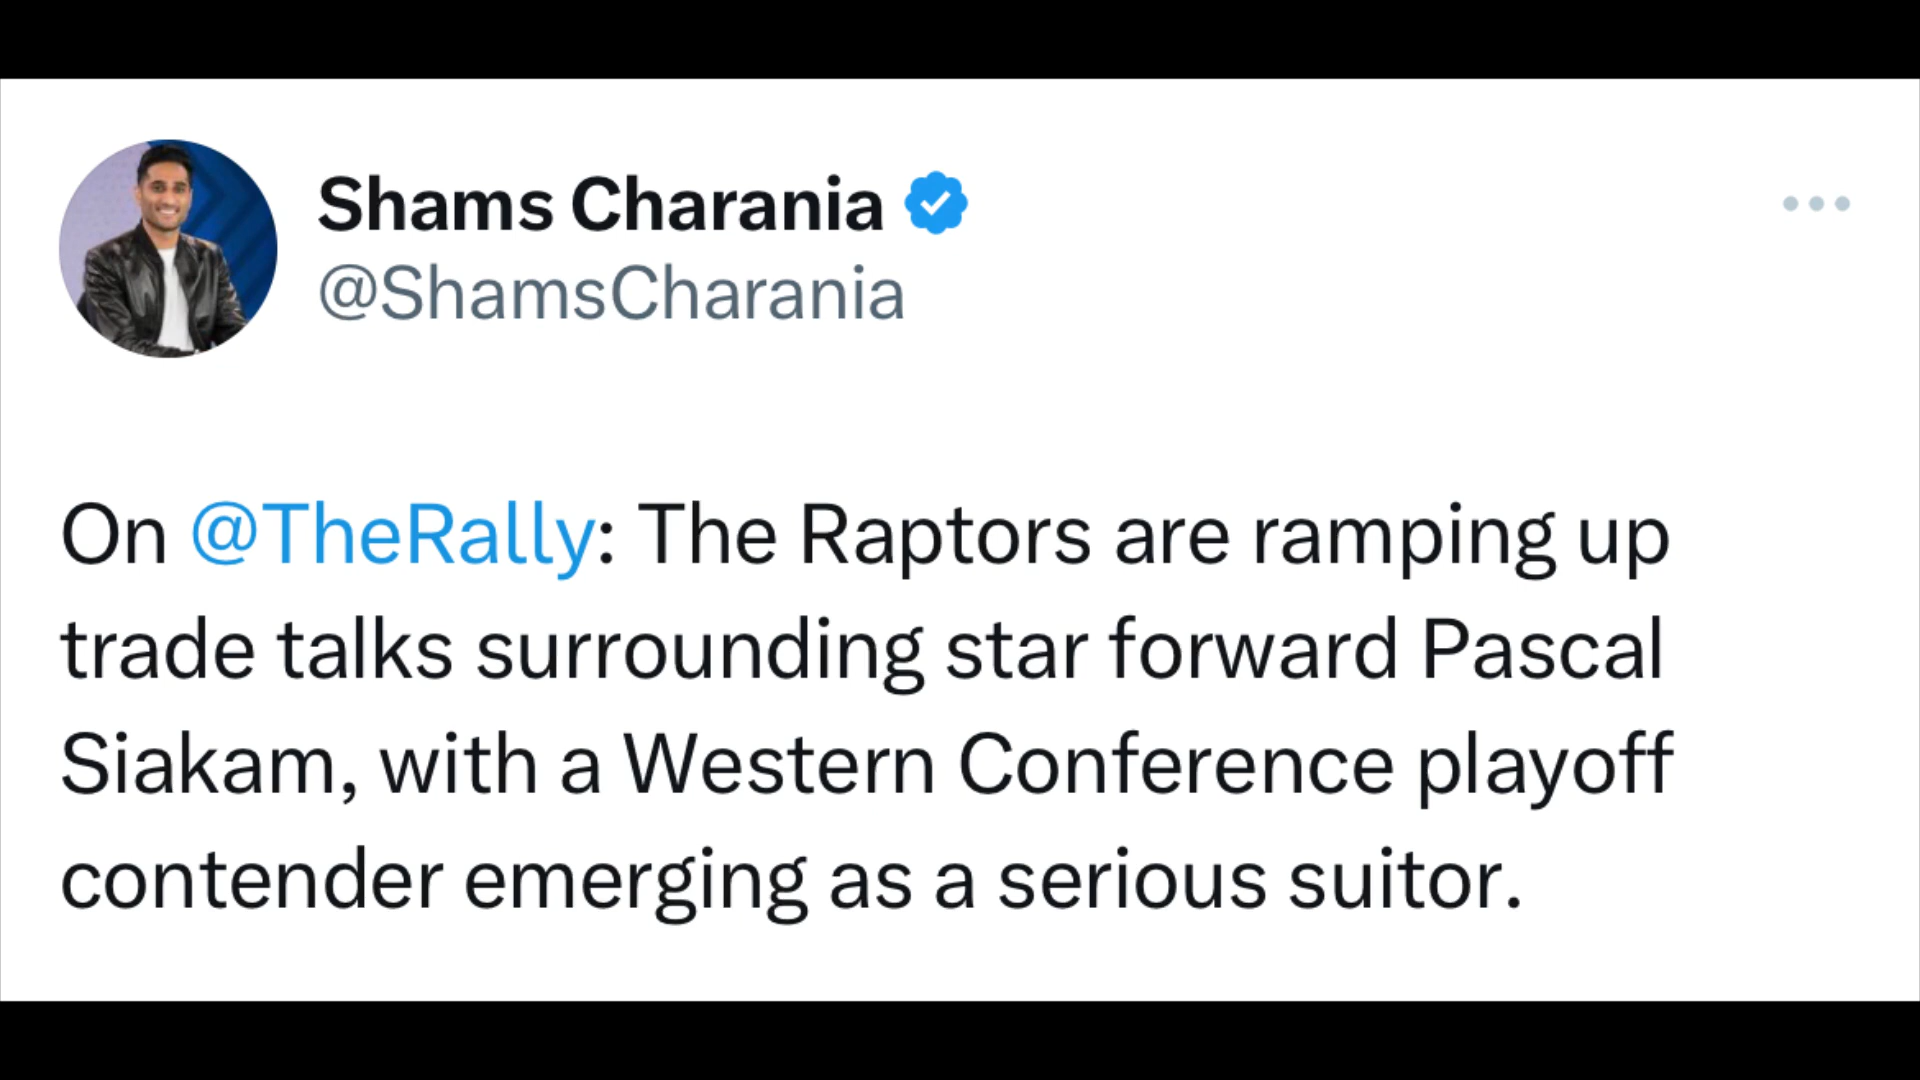 Shams Charania
@ShamsCharania
On @TheRally: The Raptors are ramping up
trade talks surrounding star forward Pascal
Siakam, with a Western Conference playoff
contender emerging as a serious suitor.